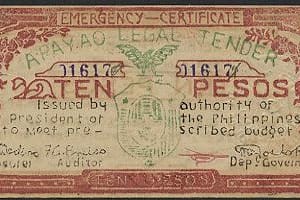 EMERGENCY-CERTIFICATE
APAYAO LEGAL TENDER
01617 01617
TEN PESOS
issued by authority of
President of the Philippines
to meet pre- scribed budget
Auditor Dep. Govern
TEN PESOS